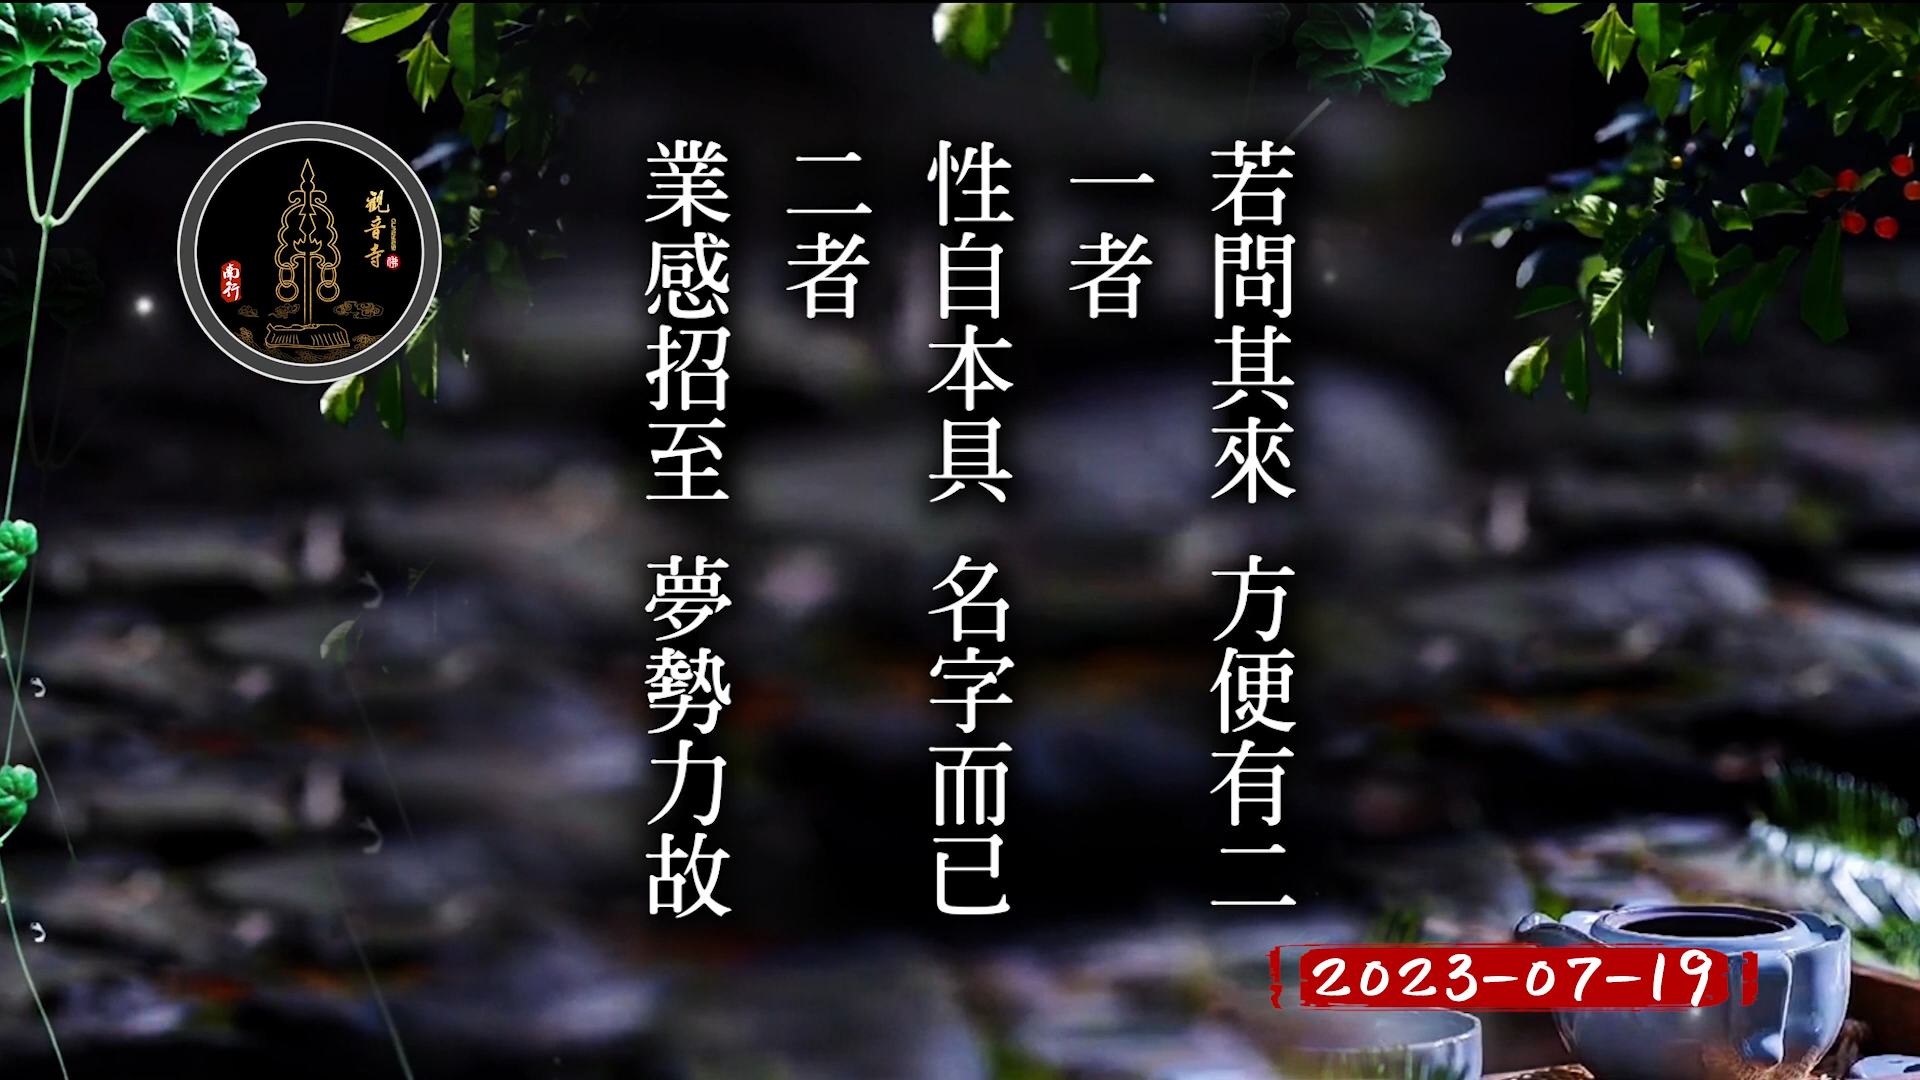 若問其來 方便有二
一者
性自本具 名字而已
二者
業感招至 夢勢力故
觀音寺
南行
2023-07-19